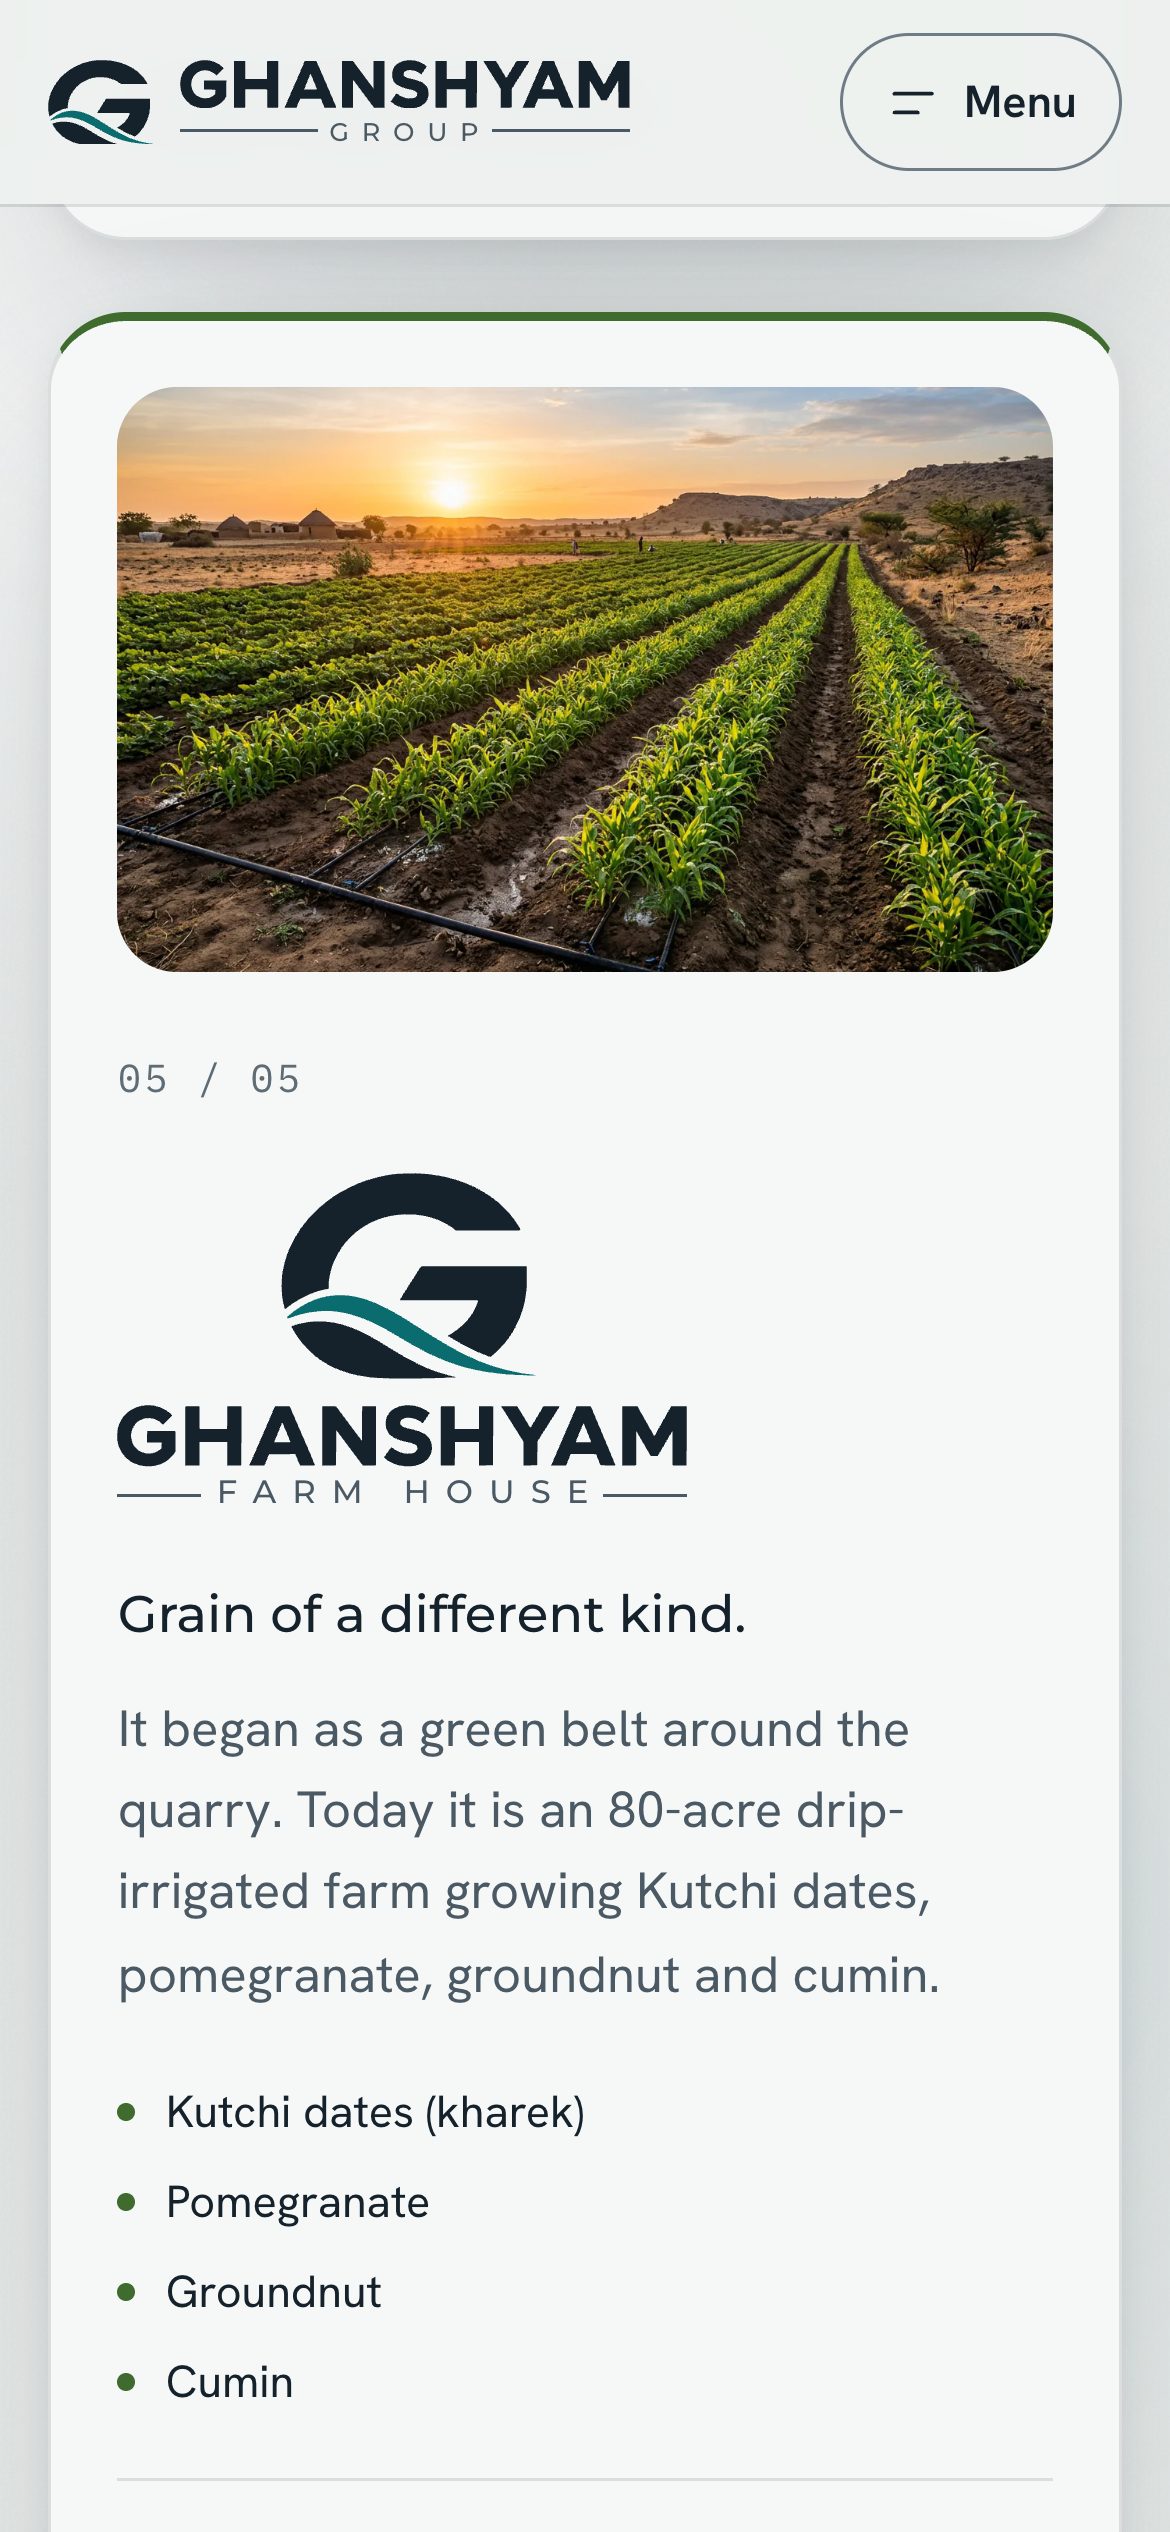 GHANSHYAM
GROUP
Menu
05 / 05
GHANSHYAM
FARM HOUSE
Grain of a different kind.
It began as a green belt around the
quarry. Today it is an 80-acre drip-
irrigated farm growing Kutchi dates,
pomegranate, groundnut and cumin.
Kutchi dates (kharek)
Pomegranate
Groundnut
Cumin